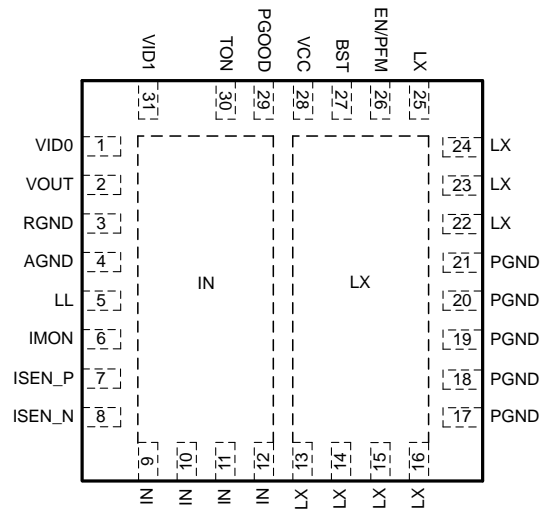 VID1 TON PGOOD VCC BST EN/PFM LX
31 30 29 28 27 26 25
VID0 1 24 LX
VOUT 2 23 LX
RGND 3 22 LX
AGND 4 21 PGND
LL 5 20 PGND
IMON 6 19 PGND
ISEN_P 7 18 PGND
ISEN_N 8 17 PGND
IN LX
9 10 11 12 13 14 15 16
IN IN IN IN LX LX LX LX